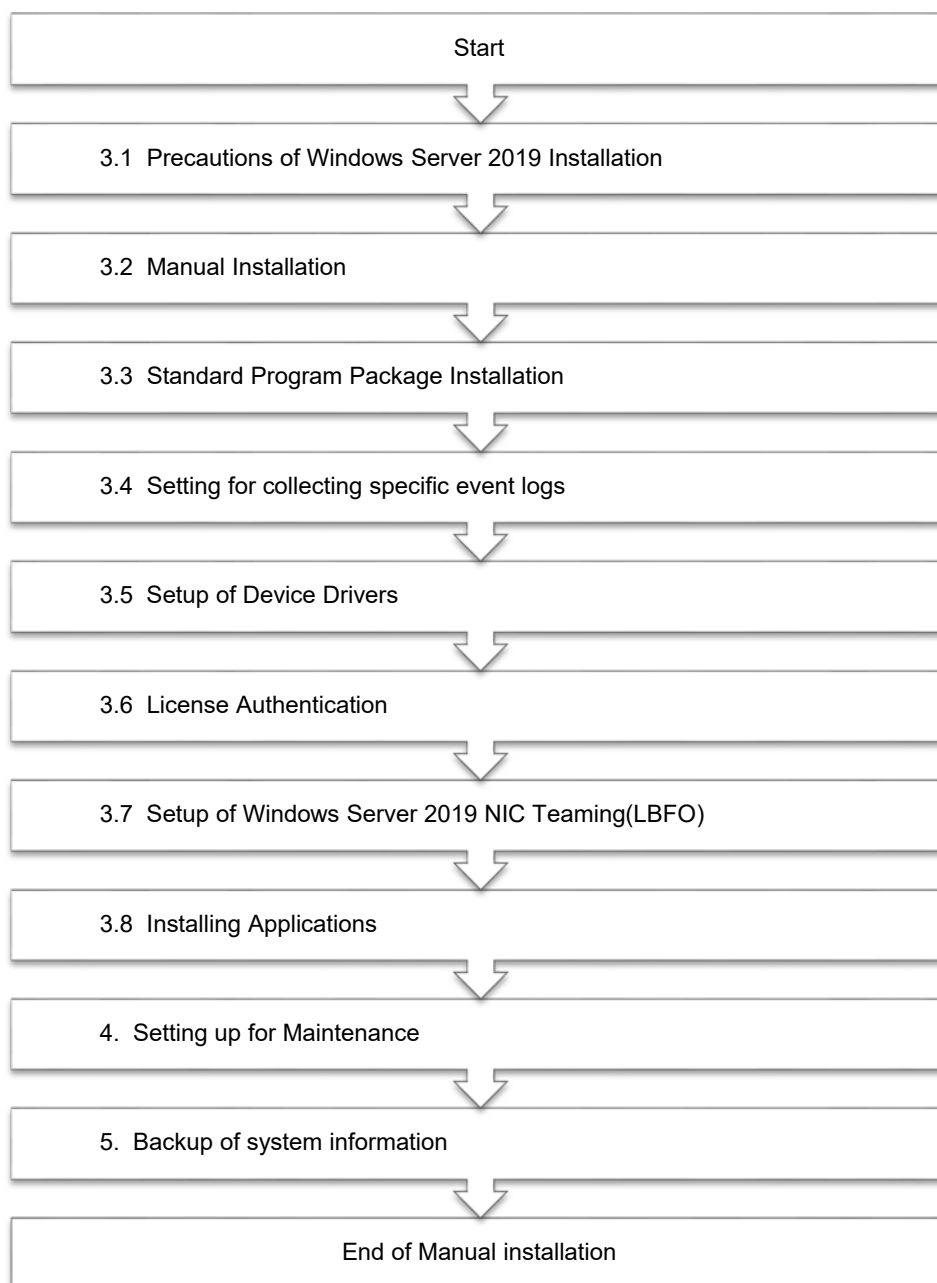 Start
3.1 Precautions of Windows Server 2019 Installation
3.2 Manual Installation
3.3 Standard Program Package Installation
3.4 Setting for collecting specific event logs
3.5 Setup of Device Drivers
3.6 License Authentication
3.7 Setup of Windows Server 2019 NIC Teaming(LBFO)
3.8 Installing Applications
4. Setting up for Maintenance
5. Backup of system information
End of Manual installation